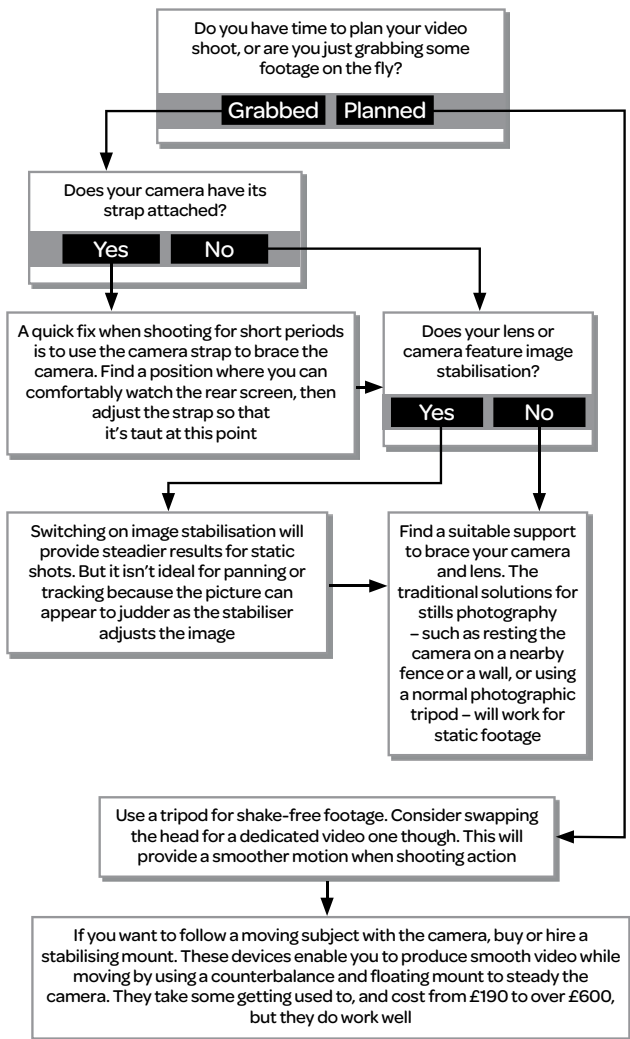 Do you have time to plan your video
shoot, or are you just grabbing some
footage on the fly?
Grabbed Planned
Does your camera have its
strap attached?
Yes No
A quick fix when shooting for short periods
is to use the camera strap to brace the
camera. Find a position where you can
comfortably watch the rear screen, then
adjust the strap so that
it's taut at this point
Does your lens or
camera feature image
stabilisation?
Yes No
Switching on image stabilisation will
provide steadier results for static
shots. But it isn't ideal for panning or
tracking because the picture can
appear to judder as the stabiliser
adjusts the image
Find a suitable support
to brace your camera
and lens. The
traditional solutions for
stills photography
– such as resting the
camera on a nearby
fence or a wall, or using
a normal photographic
tripod – will work for
static footage
Use a tripod for shake-free footage. Consider swapping
the head for a dedicated video one though. This will
provide a smoother motion when shooting action
If you want to follow a moving subject with the camera, buy or hire a
stabilising mount. These devices enable you to produce smooth video while
moving by using a counterbalance and floating mount to steady the
camera. They take some getting used to, and cost from £190 to over £600,
but they do work well